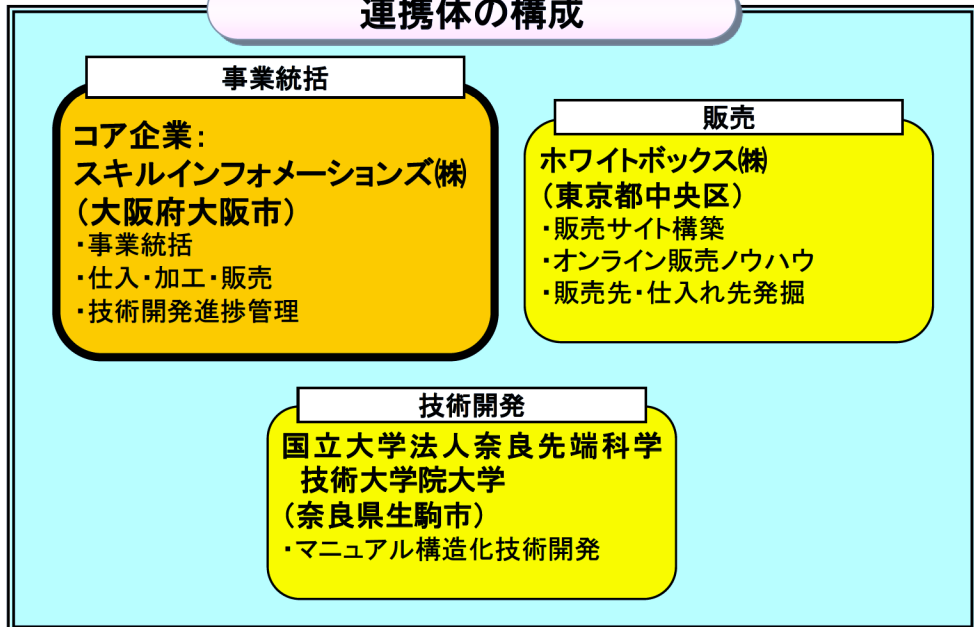 連携体の構成
事業統括
コア企業:
スキルインフォメーションズ㈱
(大阪府大阪市)
・事業統括
・仕入・加工・販売
・技術開発進捗管理
販売
ホワイトボックス㈱
(東京都中央区)
・販売サイト構築
・オンライン販売ノウハウ
・販売先・仕入れ先発掘
技術開発
国立大学法人奈良先端科学
技術大学院大学
(奈良県生駒市)
・マニュアル構造化技術開発